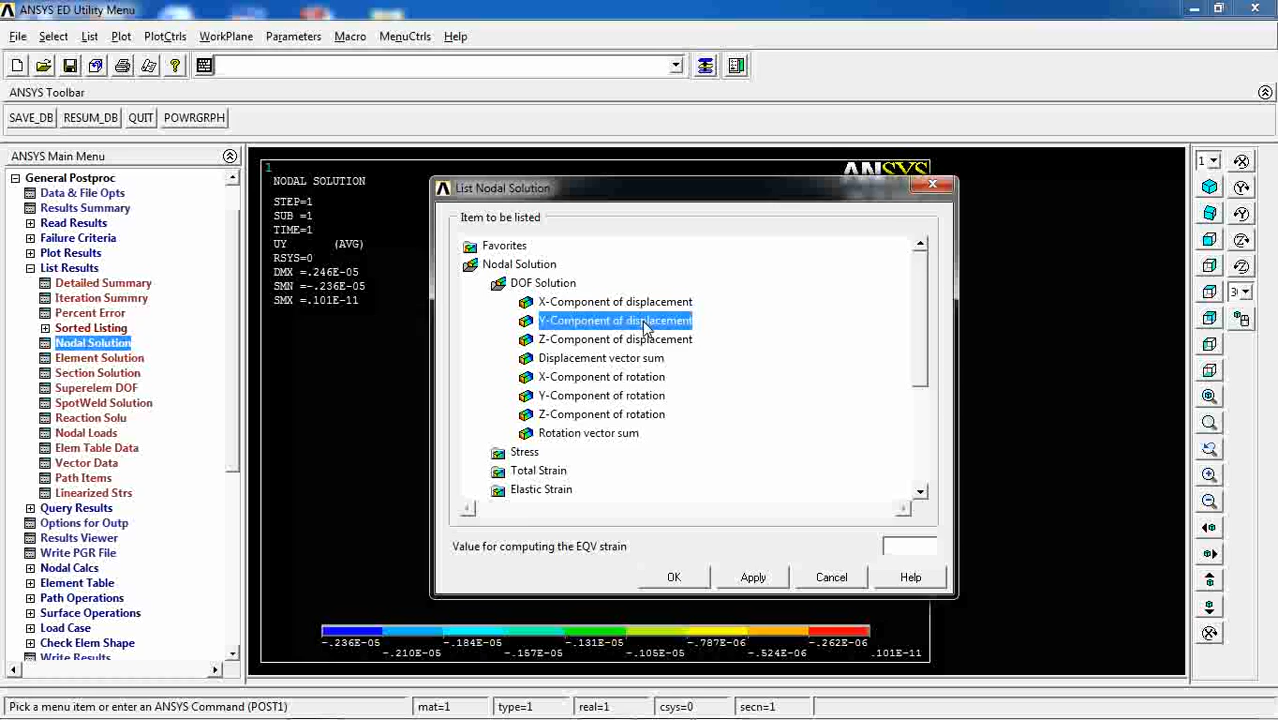 ANSYS ED Utility Menu
File Select List Plot PlotCtrls WorkPlane Parameters Macro MenuCtrls Help
ANSYS Toolbar
SAVE_DB RESUM_DB QUIT POWRGRPH
ANSYS Main Menu
General Postproc
Data & File Opts
Results Summary
Read Results
Failure Criteria
Plot Results
List Results
Detailed Summary
Iteration Summry
Percent Error
Sorted Listing
Nodal Solution
Element Solution
Section Solution
Superelem DOF
SpotWeld Solution
Reaction Solu
Nodal Loads
Elem Table Data
Vector Data
Path Items
Linearized Strs
Query Results
Options for Outp
Results Viewer
Write PGR File
Nodal Calcs
Element Table
Path Operations
Surface Operations
Load Case
Check Elem Shape
Write Results
1
NODAL SOLUTION
STEP=1
SUB =1
TIME=1
UY (AVG)
RSYS=0
DMX =.246E-05
SMN =-.236E-05
SMX =.101E-11
ANSYS
List Nodal Solution
Item to be listed
Favorites
Nodal Solution
DOF Solution
X-Component of displacement
Y-Component of displacement
Z-Component of displacement
Displacement vector sum
X-Component of rotation
Y-Component of rotation
Z-Component of rotation
Rotation vector sum
Stress
Total Strain
Elastic Strain
Value for computing the EQV strain
OK Apply Cancel Help
-.236E-05 -.184E-05 -.131E-05 -.787E-06 -.262E-06
-.210E-05 -.157E-05 -.105E-05 -.524E-06 .101E-11
1
Pick a menu item or enter an ANSYS Command (POST1) mat=1 type=1 real=1 csys=0 secn=1